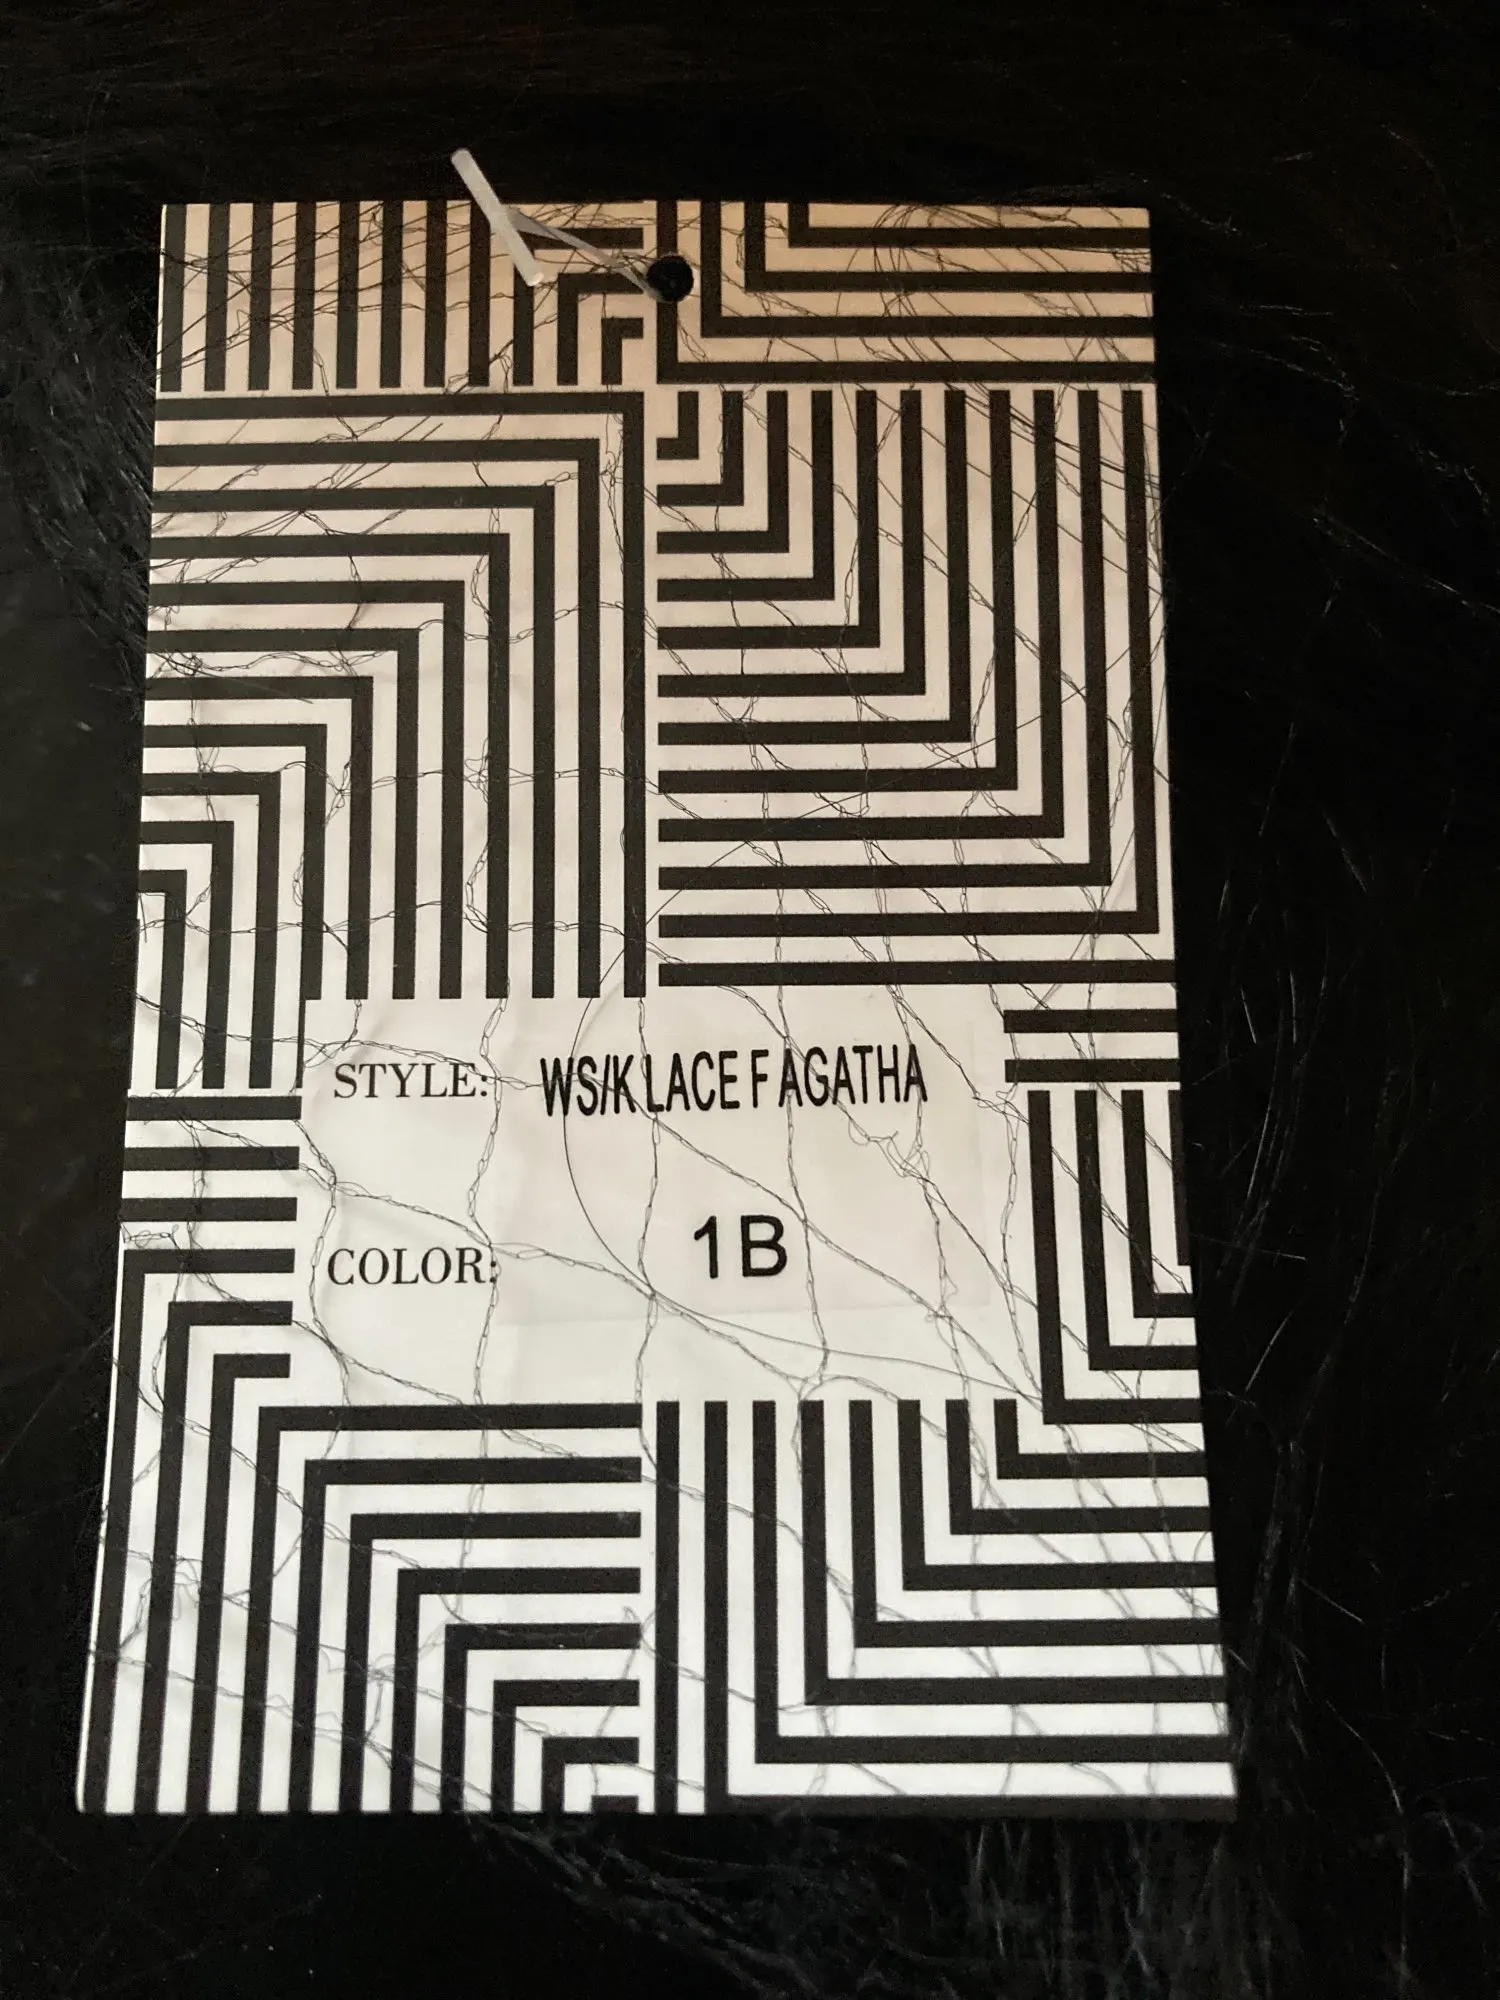 STYLE: WS/K LACE F AGATHA
COLOR: 1B